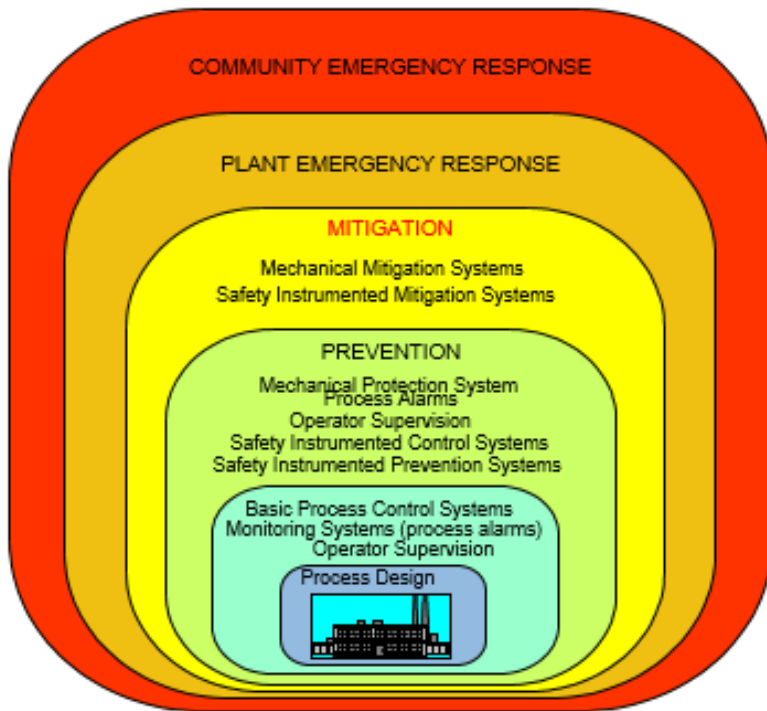 COMMUNITY EMERGENCY RESPONSE
PLANT EMERGENCY RESPONSE
MITIGATION
Mechanical Mitigation Systems
Safety Instrumented Mitigation Systems
PREVENTION
Mechanical Protection System
Process Alarms
Operator Supervision
Safety Instrumented Control Systems
Safety Instrumented Prevention Systems
Basic Process Control Systems
Monitoring Systems (process alarms)
Operator Supervision
Process Design